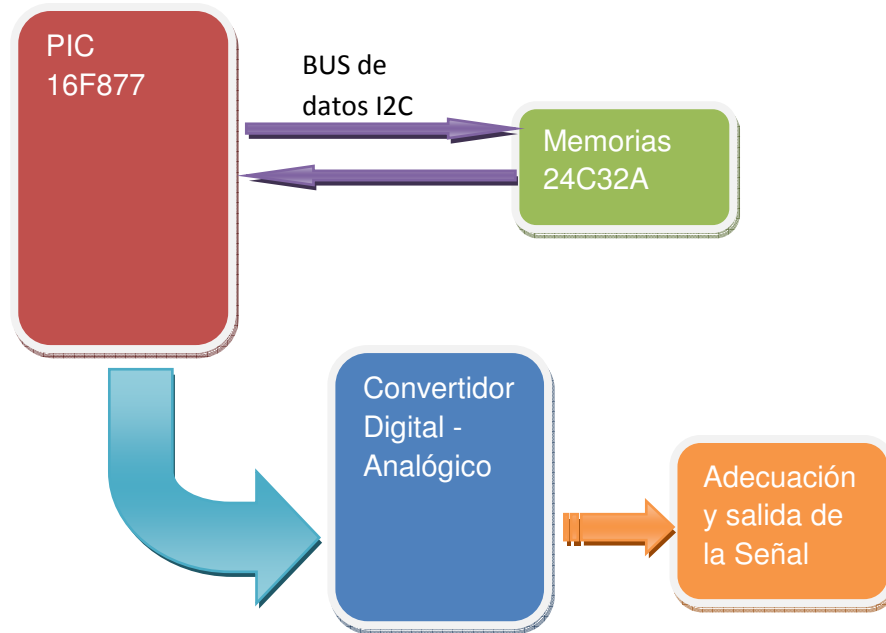 PIC
16F877
BUS de
datos I2C
Memorias
24C32A
Convertidor
Digital -
Analógico
Adecuación
y salida de
la Señal